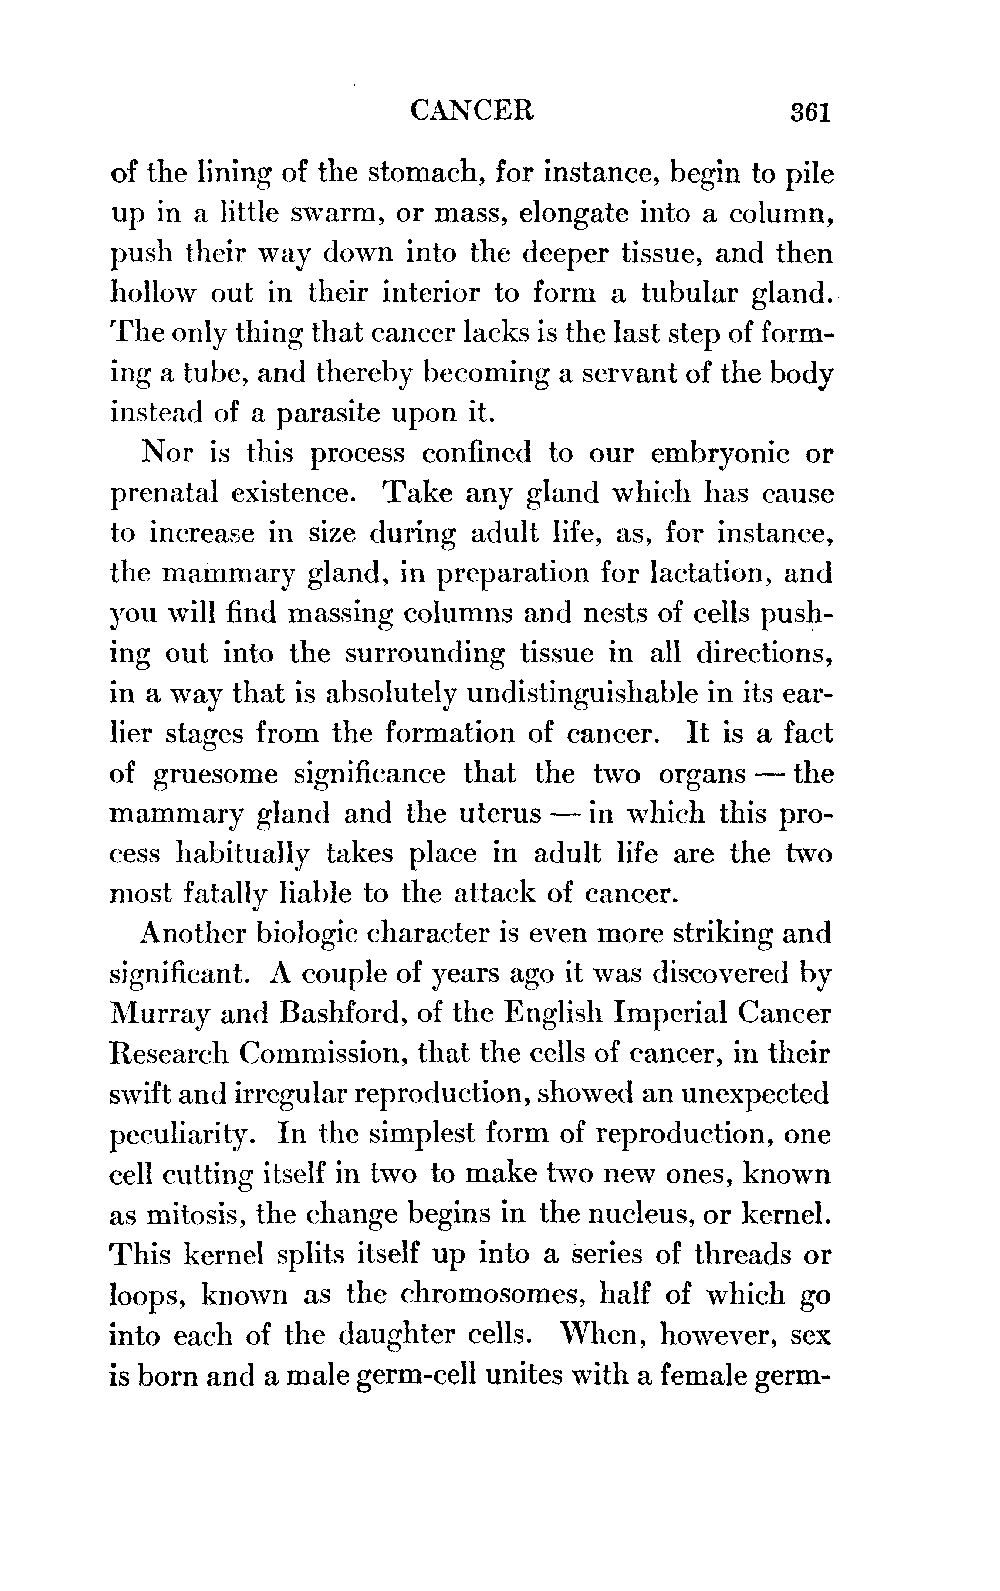 CANCER 361
of the lining of the stomach, for instance, begin to pile
up in a little swarm, or mass, elongate into a column,
push their way down into the deeper tissue, and then
hollow out in their interior to form a tubular gland.
The only thing that cancer lacks is the last step of form-
ing a tube, and thereby becoming a servant of the body
instead of a parasite upon it.
Nor is this process confined to our embryonic or
prenatal existence. Take any gland which has cause
to increase in size during adult life, as, for instance,
the mammary gland, in preparation for lactation, and
you will find massing columns and nests of cells push-
ing out into the surrounding tissue in all directions,
in a way that is absolutely undistinguishable in its ear-
lier stages from the formation of cancer. It is a fact
of gruesome significance that the two organs — the
mammary gland and the uterus — in which this pro-
cess habitually takes place in adult life are the two
most fatally liable to the attack of cancer.
Another biologic character is even more striking and
significant. A couple of years ago it was discovered by
Murray and Bashford, of the English Imperial Cancer
Research Commission, that the cells of cancer, in their
swift and irregular reproduction, showed an unexpected
peculiarity. In the simplest form of reproduction, one
cell cutting itself in two to make two new ones, known
as mitosis, the change begins in the nucleus, or kernel.
This kernel splits itself up into a series of threads or
loops, known as the chromosomes, half of which go
into each of the daughter cells. When, however, sex
is born and a male germ-cell unites with a female germ-